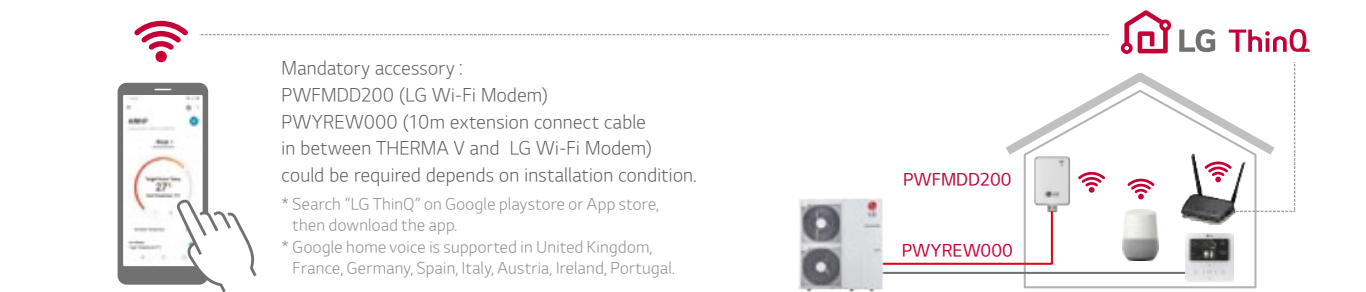 LG ThinQ
Mandatory accessory :
PWFMDD200 (LG Wi-Fi Modem)
PWYREW000 (10m extension connect cable
in between THERMA V and LG Wi-Fi Modem)
could be required depends on installation condition.
* Search “LG ThinQ” on Google playstore or App store,
then download the app.
* Google home voice is supported in United Kingdom,
France, Germany, Spain, Italy, Austria, Ireland, Portugal.
27°
PWFMDD200
LG
PWYREW000